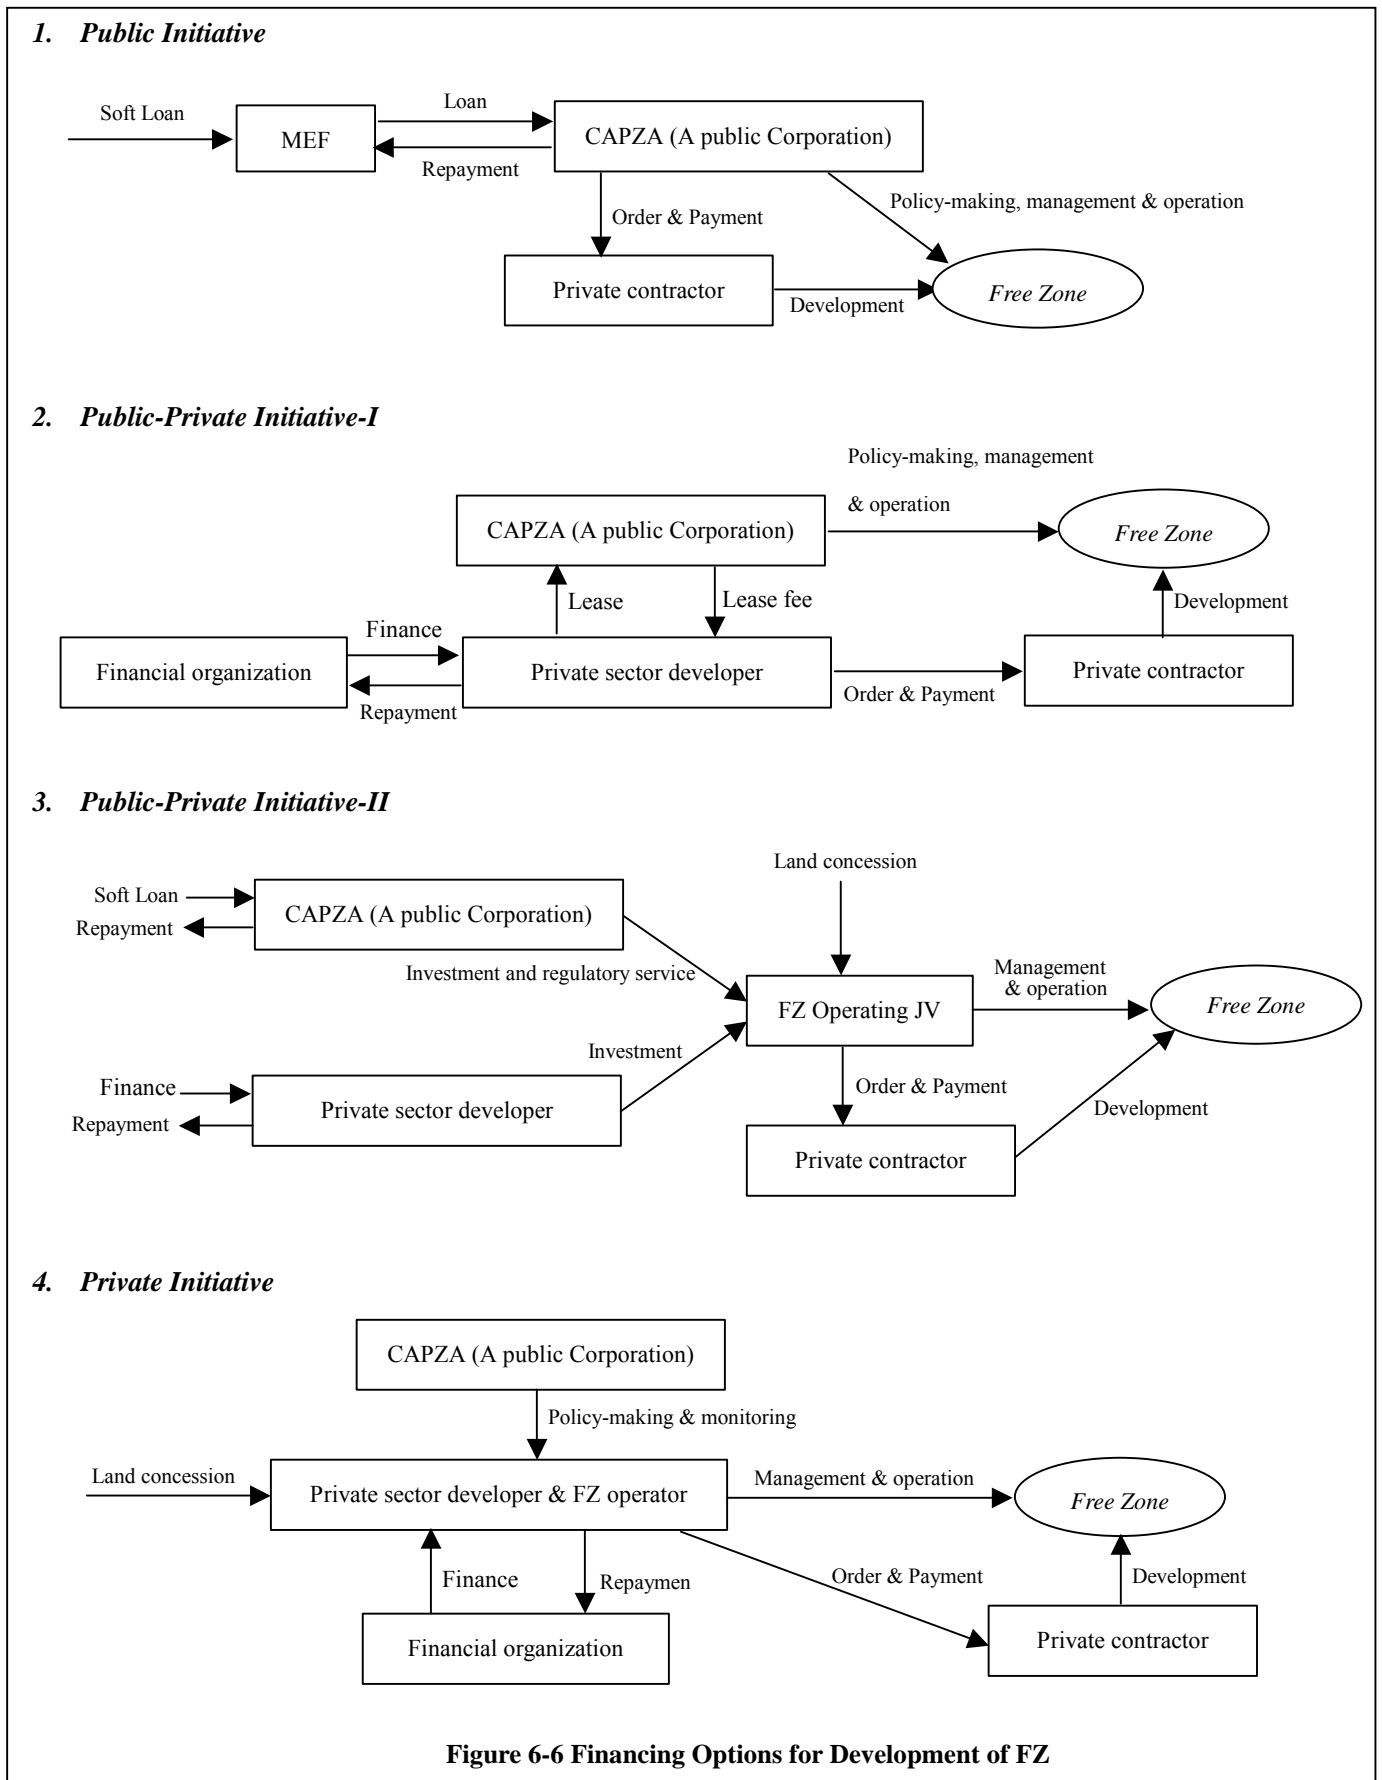 1. Public Initiative
Soft Loan
MEF
Loan
Repayment
CAPZA (A public Corporation)
Order & Payment
Policy-making, management & operation
Private contractor
Development
Free Zone
2. Public-Private Initiative-I
Policy-making, management
& operation
CAPZA (A public Corporation)
Free Zone
Lease
Lease fee
Development
Finance
Financial organization
Private sector developer
Private contractor
Repayment
Order & Payment
3. Public-Private Initiative-II
Land concession
Soft Loan
Repayment
CAPZA (A public Corporation)
Investment and regulatory service
Management
& operation
FZ Operating JV
Free Zone
Investment
Finance
Repayment
Private sector developer
Order & Payment
Development
Private contractor
4. Private Initiative
CAPZA (A public Corporation)
Policy-making & monitoring
Land concession
Private sector developer & FZ operator
Management & operation
Free Zone
Finance
Repaymen
Order & Payment
Development
Financial organization
Private contractor
Figure 6-6 Financing Options for Development of FZ